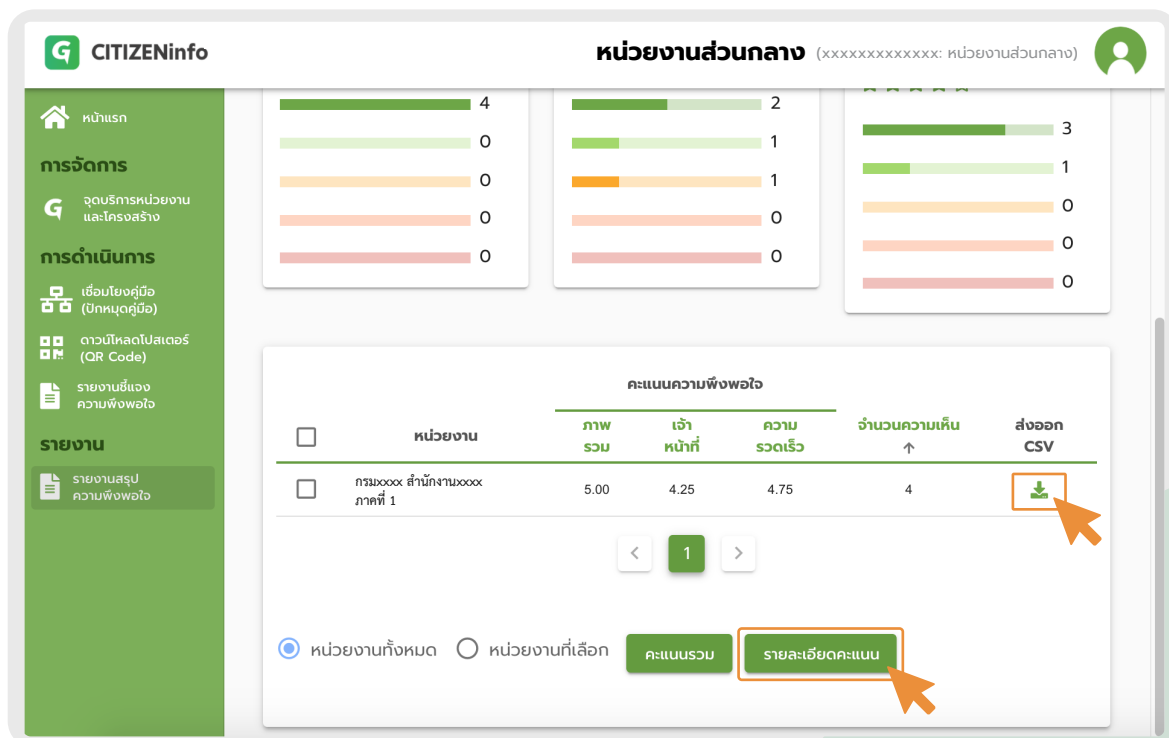 G CITIZENinfo
หน่วยงานส่วนกลาง (xxxxxxxxxxxxx: หน่วยงานส่วนกลาง)
หน้าแรก
การจัดการ
G จุดบริการหน่วยงาน
และโครงสร้าง
การดำเนินการ
เชื่อมโยงคู่มือ
(ปักหมุดคู่มือ)
ดาวน์โหลดโปสเตอร์
(QR Code)
รายงานชี้แจง
ความพึงพอใจ
รายงาน
รายงานสรุป
ความพึงพอใจ
4
0
0
0
0
2
1
1
0
0
3
1
0
0
0
คะแนนความพึงพอใจ
หน่วยงาน
ภาพ
รวม
เจ้า
หน้าที่
ความ
รวดเร็ว
จำนวนความเห็น
↑
ส่งออก
CSV
กรมxxxx สำนักงานxxxx
ภาคที่ 1
5.00 4.25 4.75 4
< 1 >
หน่วยงานทั้งหมด หน่วยงานที่เลือก คะแนนรวม รายละเอียดคะแนน